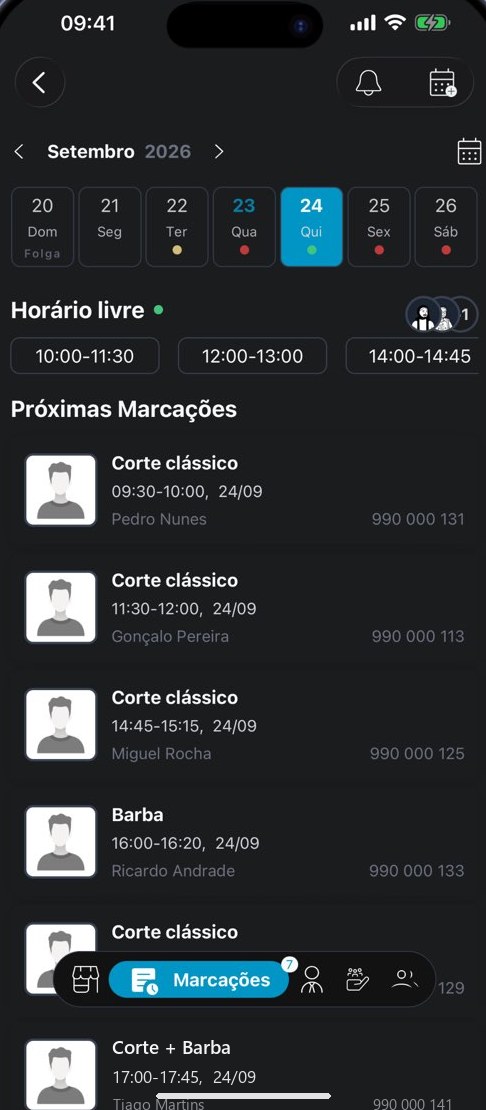 09:41
Setembro 2026
20 21 22 23 24 25 26
Dom Seg Ter Qua Qui Sex Sáb
Folga
Horário livre
1
10:00-11:30 12:00-13:00 14:00-14:45
Próximas Marcações
Corte clássico
09:30-10:00, 24/09
Pedro Nunes 990 000 131
Corte clássico
11:30-12:00, 24/09
Gonçalo Pereira 990 000 113
Corte clássico
14:45-15:15, 24/09
Miguel Rocha 990 000 125
Barba
16:00-16:20, 24/09
Ricardo Andrade 990 000 133
Corte clássico
7
Marcações
129
Corte + Barba
17:00-17:45, 24/09
Tiago Martins 990 000 141